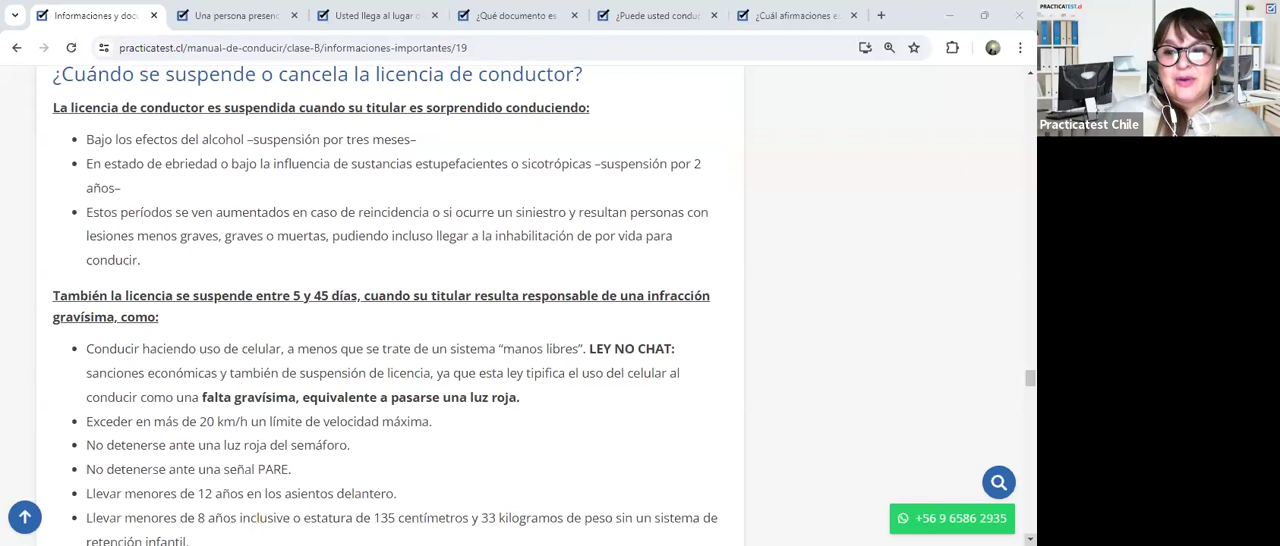 Informaciones y docu
Una persona presenc
Usted llega al lugar o
¿Qué documento es
¿Puede usted conduc
¿Cuál afirmaciones es
practicatest.cl/manual-de-conducir/clase-B/informaciones-importantes/19
PRACTICATEST.cl
Practicatest Chile
¿Cuándo se suspende o cancela la licencia de conductor?
La licencia de conductor es suspendida cuando su titular es sorprendido conduciendo:
Bajo los efectos del alcohol –suspensión por tres meses–
En estado de ebriedad o bajo la influencia de sustancias estupefacientes o sicotrópicas –suspensión por 2
años–
Estos períodos se ven aumentados en caso de reincidencia o si ocurre un siniestro y resultan personas con
lesiones menos graves, graves o muertas, pudiendo incluso llegar a la inhabilitación de por vida para
conducir.
También la licencia se suspende entre 5 y 45 días, cuando su titular resulta responsable de una infracción
gravísima, como:
Conducir haciendo uso de celular, a menos que se trate de un sistema “manos libres”. LEY NO CHAT:
sanciones económicas y también de suspensión de licencia, ya que esta ley tipifica el uso del celular al
conducir como una falta gravísima, equivalente a pasarse una luz roja.
Exceder en más de 20 km/h un límite de velocidad máxima.
No detenerse ante una luz roja del semáforo.
No detenerse ante una señal PARE.
Llevar menores de 12 años en los asientos delantero.
Llevar menores de 8 años inclusive o estatura de 135 centímetros y 33 kilogramos de peso sin un sistema de
retención infantil.
+56 9 6586 2935